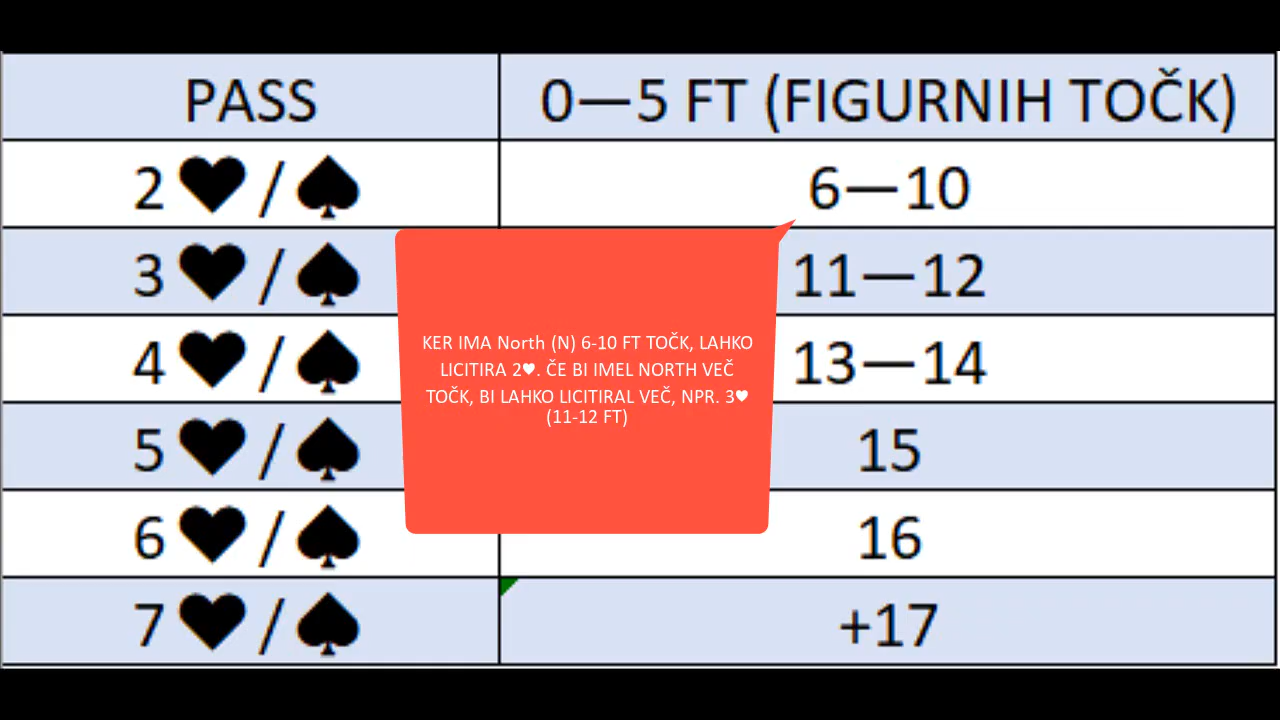 PASS 0—5 FT (FIGURNIH TOČK)
2 ♥ / ♠ 6—10
3 ♥ / ♠ 11—12
4 ♥ / ♠ 13—14
5 ♥ / ♠ 15
6 ♥ / ♠ 16
7 ♥ / ♠ +17
KER IMA North (N) 6-10 FT TOČK, LAHKO
LICITIRA 2♥. ČE BI IMEL NORTH VEČ
TOČK, BI LAHKO LICITIRAL VEČ, NPR. 3♥
(11-12 FT)